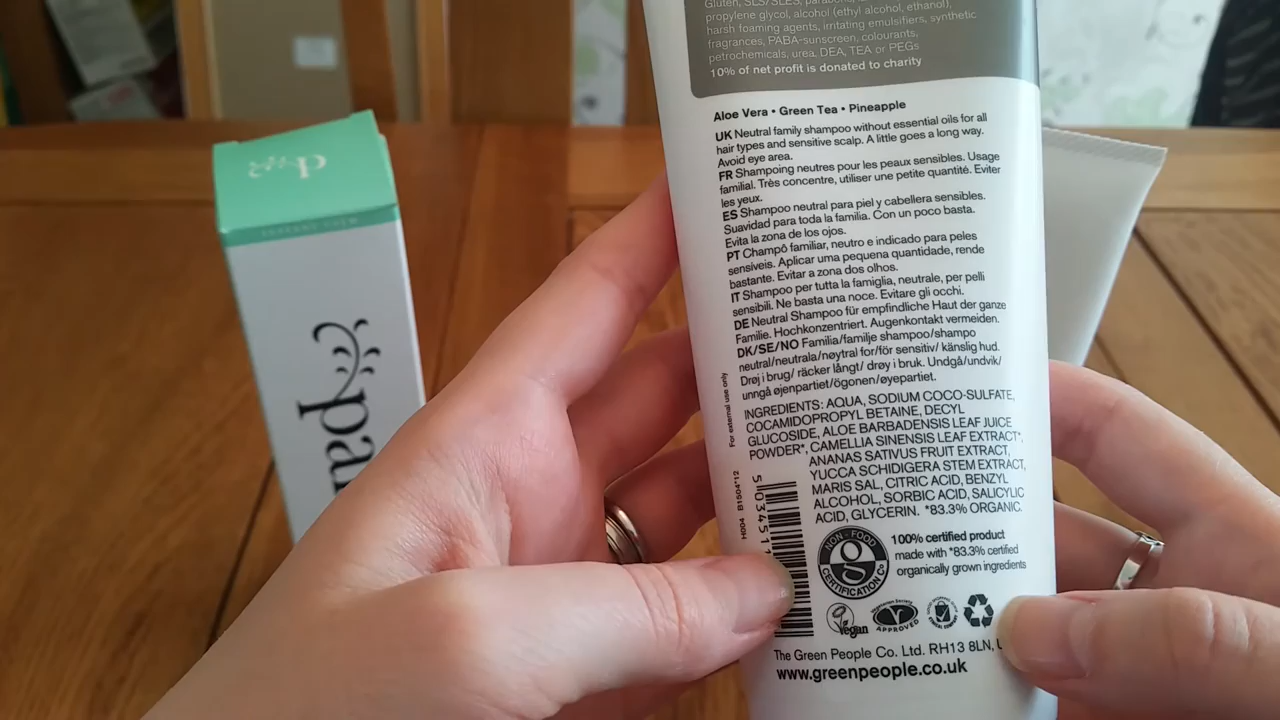 Gluten, SLS/SLES,
propylene glycol, alcohol (ethyl alcohol, ethanol),
harsh foaming agents, irritating emulsifiers, synthetic
fragrances, PABA-sunscreen, colourants,
petrochemicals, urea, DEA, TEA or PEGs
10% of net profit is donated to charity
Aloe Vera • Green Tea • Pineapple
UK Neutral family shampoo without essential oils for all
hair types and sensitive scalp. A little goes a long way.
Avoid eye area.
FR Shampoing neutres pour les peaux sensibles. Usage
familial. Très concentre, utiliser une petite quantité. Eviter
les yeux.
ES Shampoo neutral para piel y cabellera sensibles.
Suavidad para toda la familia. Con un poco basta.
Evita la zona de los ojos.
PT Champô familiar, neutro e indicado para peles
sensíveis. Aplicar uma pequena quantidade, rende
bastante. Evitar a zona dos olhos.
IT Shampoo per tutta la famiglia, neutrale, per pelli
sensibili. Ne basta una noce. Evitare gli occhi.
DE Neutral Shampoo für empfindliche Haut der ganze
Familie. Hochkonzentriert. Augenkontakt vermeiden.
DK/SE/NO Familia/familje shampoo/shampo
neutral/neutrala/nøytral for/för sensitiv/ känslig hud.
Drøj i brug/ räcker långt/ drøy i bruk. Undgå/undvik/
unngå øjenpartiet/ögonen/øyepartiet.
For external use only
INGREDIENTS: AQUA, SODIUM COCO-SULFATE,
COCAMIDOPROPYL BETAINE, DECYL
GLUCOSIDE, ALOE BARBADENSIS LEAF JUICE
POWDER*, CAMELLIA SINENSIS LEAF EXTRACT*,
ANANAS SATIVUS FRUIT EXTRACT,
YUCCA SCHIDIGERA STEM EXTRACT,
MARIS SAL, CITRIC ACID, BENZYL
ALCOHOL, SORBIC ACID, SALICYLIC
ACID, GLYCERIN. *83.3% ORGANIC.
H004 B1504*12
5 03451
NON-FOOD
g
CERTIFICATION Co
100% certified product
made with *83.3% certified
organically grown ingredients
vegan
Vegetarian Society
APPROVED
The Green People Co. Ltd. RH13 8LN,
www.greenpeople.co.uk
p